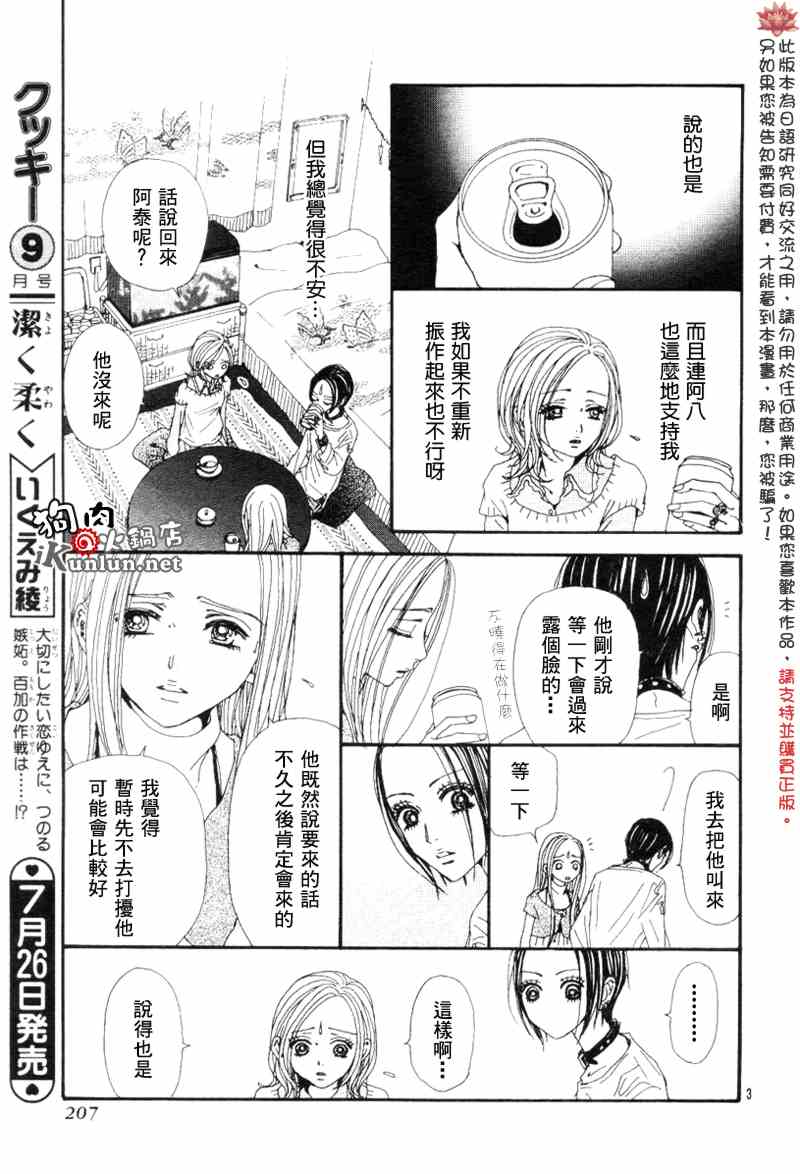 此版本為日語研究同好交流之用，請勿用於任何商業用途。如果您喜歡本作品，請支持並購買正版。
另如果您被告知需要付費，才能看到本漫畫，那麼，您被騙了！
說的也是
而且連阿八
也這麼地支持我
我如果不重新
振作起來也不行呀
但我總覺得很不安…
話說回來
阿泰呢？
他沒來呢
是啊
他剛才說
等一下會過來
露個臉的…
不曉得在做什麼
我去把他叫來
等一下
他既然說要來的話
不久之後肯定會來的
我覺得
暫時先不去打擾他
可能會比較好
………
這樣啊…
說得也是
3
207
クッキー9月号
潔く柔く
きよ
やわ
いくえみ綾
りょう
大切にしたい恋ゆえに、つのる
嫉妬。百加の作戦は……!?
7月26日発売
狗肉火鍋店
iKunlun.net